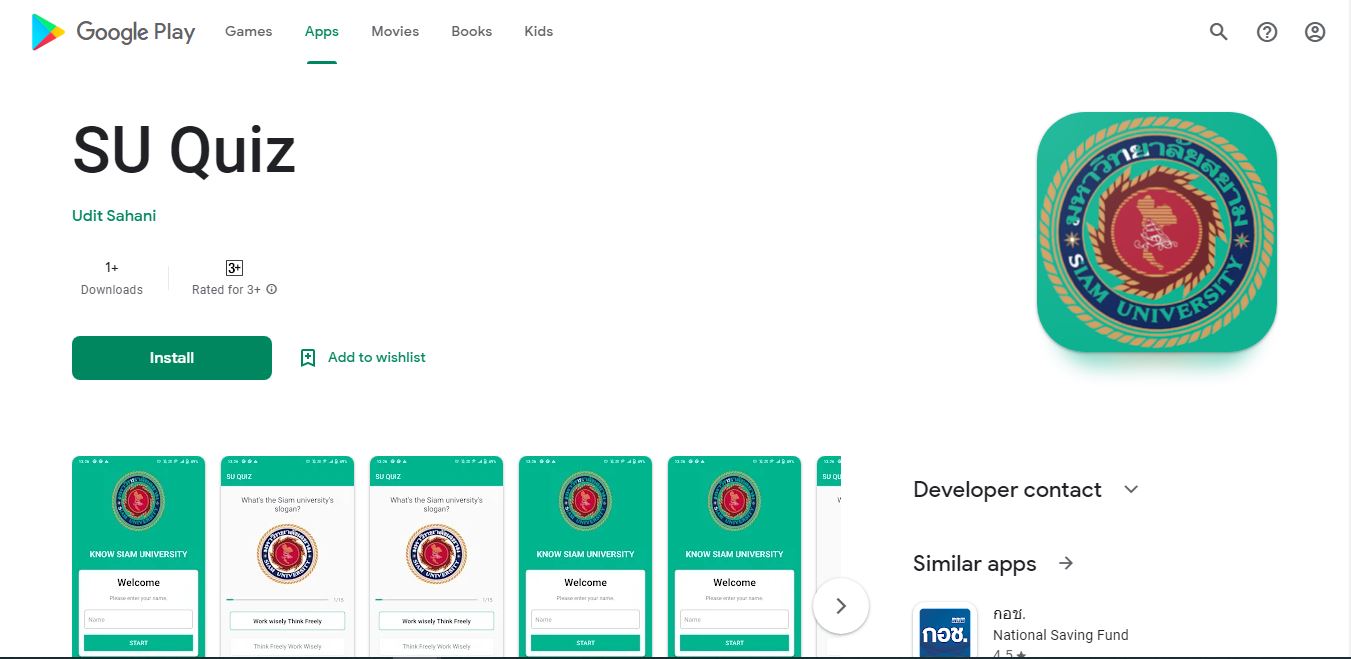 Google Play
Games
Apps
Movies
Books
Kids
SU Quiz
Udit Sahani
1+
Downloads
3+
Rated for 3+
Install
Add to wishlist
มหาวิทยาลัยสยาม
SIAM UNIVERSITY
KNOW SIAM UNIVERSITY
Welcome
Please enter your name.
Name
START
SU QUIZ
What's the Siam university's
slogan?
1/15
Work wisely Think Freely
Think Freely Work Wisely
SU QUIZ
What's the Siam university's
slogan?
1/15
Work wisely Think Freely
Think Freely Work Wisely
KNOW SIAM UNIVERSITY
Welcome
Please enter your name.
Name
START
KNOW SIAM UNIVERSITY
Welcome
Please enter your name.
Name
START
SU QU
Developer contact
Similar apps
กอช.
กอช.
National Saving Fund
4.5